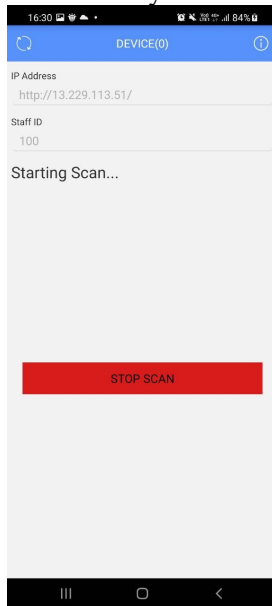 16:30 84%
DEVICE(0)
IP Address
http://13.229.113.51/
Staff ID
100
Starting Scan...
STOP SCAN